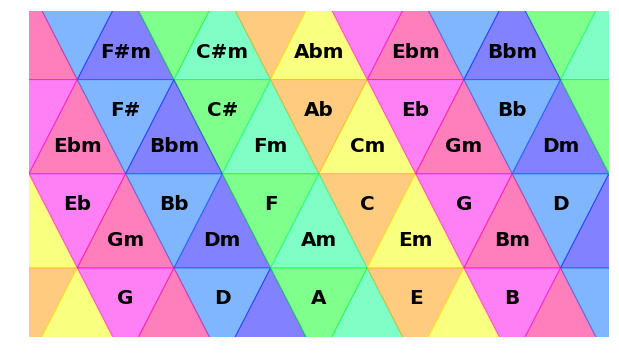 F#m C#m Abm Ebm Bbm
F# C# Ab Eb Bb
Ebm Bbm Fm Cm Gm Dm
Eb Bb F C G D
Gm Dm Am Em Bm
G D A E B